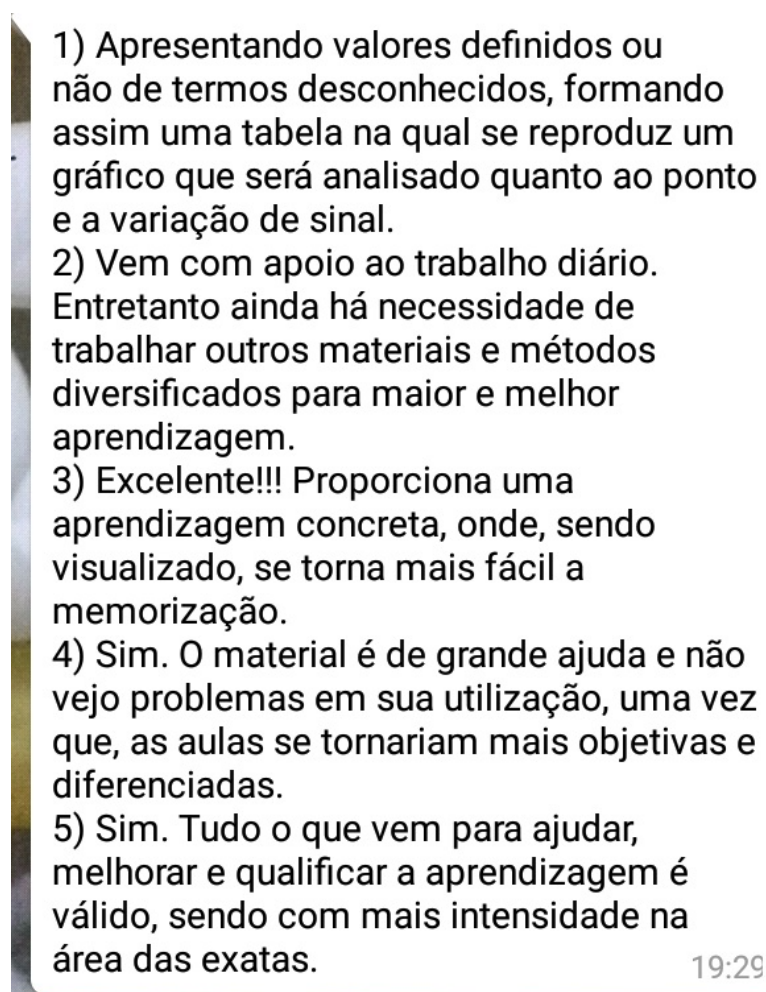 1) Apresentando valores definidos ou
não de termos desconhecidos, formando
assim uma tabela na qual se reproduz um
gráfico que será analisado quanto ao ponto
e a variação de sinal.
2) Vem com apoio ao trabalho diário.
Entretanto ainda há necessidade de
trabalhar outros materiais e métodos
diversificados para maior e melhor
aprendizagem.
3) Excelente!!! Proporciona uma
aprendizagem concreta, onde, sendo
visualizado, se torna mais fácil a
memorização.
4) Sim. O material é de grande ajuda e não
vejo problemas em sua utilização, uma vez
que, as aulas se tornariam mais objetivas e
diferenciadas.
5) Sim. Tudo o que vem para ajudar,
melhorar e qualificar a aprendizagem é
válido, sendo com mais intensidade na
área das exatas.
19:29